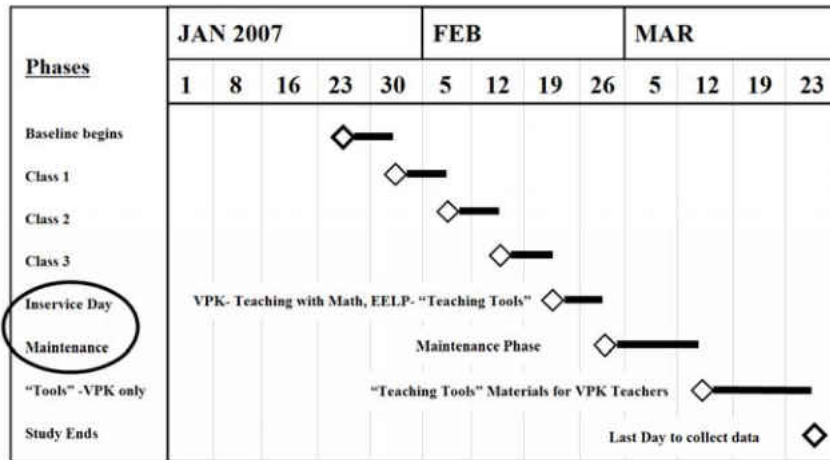 JAN 2007 FEB MAR
Phases
1 8 16 23 30 5 12 19 26 5 12 19 23
Baseline begins
Class 1
Class 2
Class 3
Inservice Day VPK- Teaching with Math, EELP- “Teaching Tools”
Maintenance Maintenance Phase
“Tools” -VPK only “Teaching Tools” Materials for VPK Teachers
Study Ends Last Day to collect data